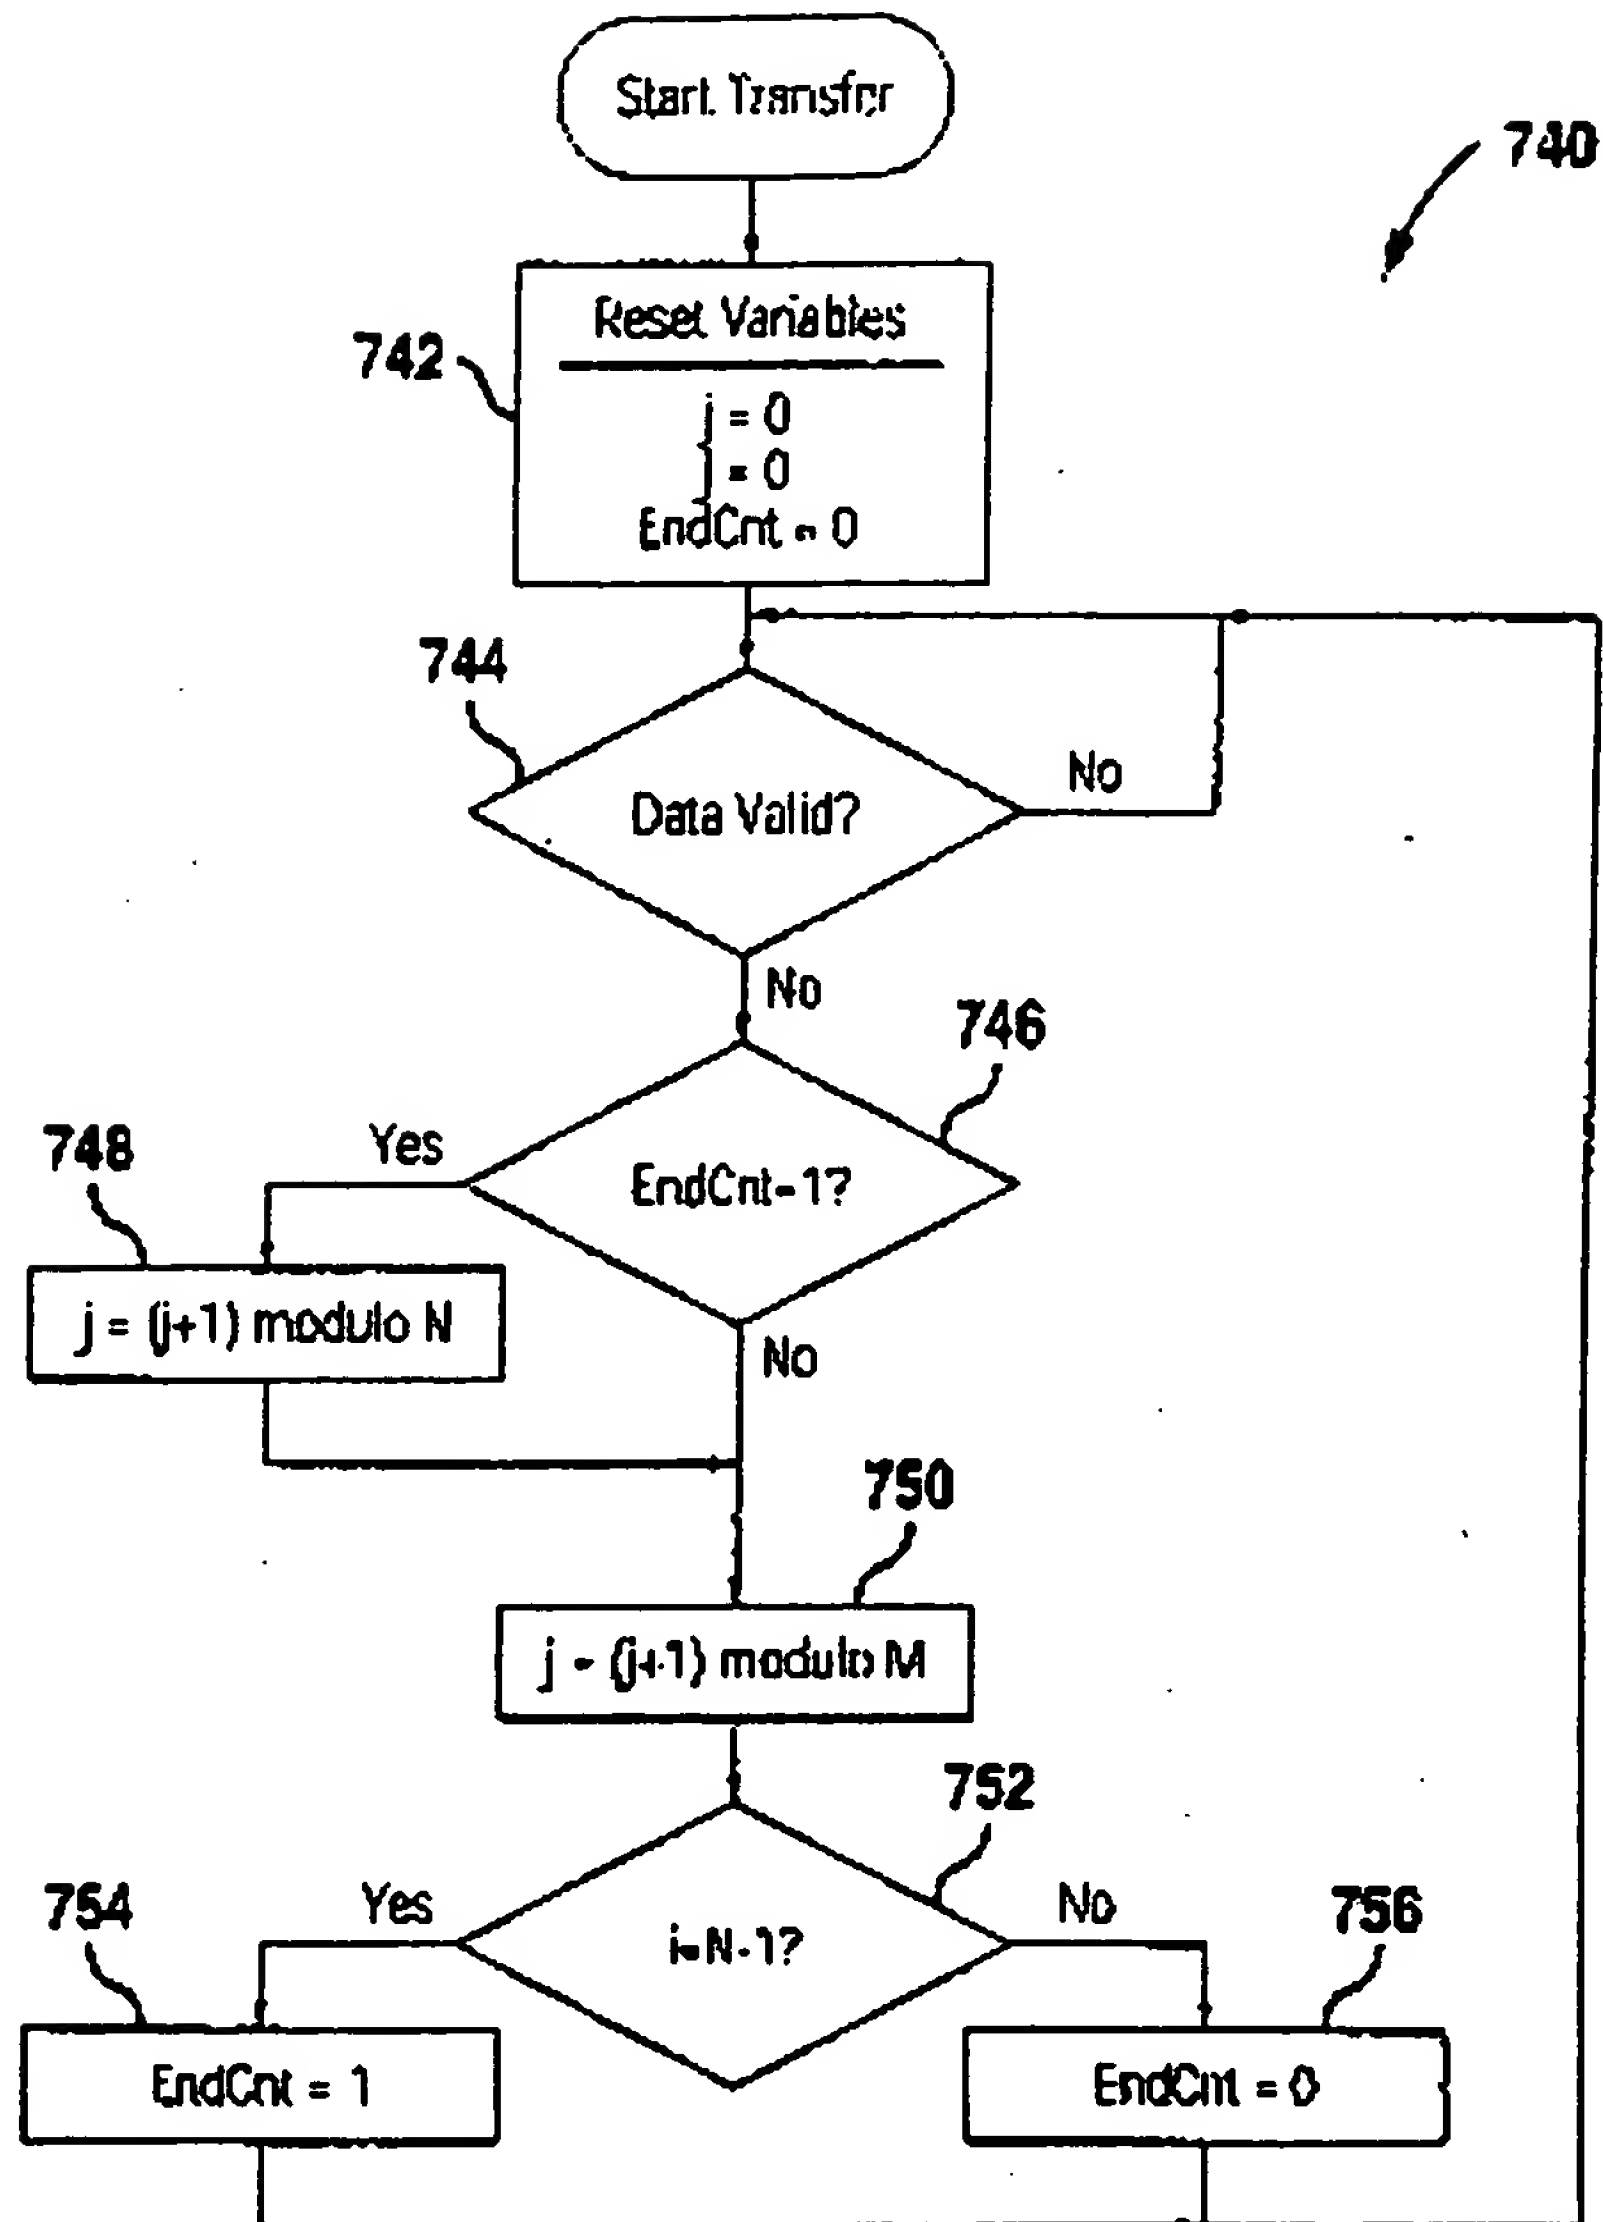 Start Transfer
740
Reset Variables
742
j = 0
j = 0
EndCnt = 0
744
Data Valid?
No
No
746
748
Yes
EndCnt=1?
j = (j+1) modulo N
No
750
j = (j+1) modulo M
752
754
Yes
No
756
i=N-1?
EndCnt = 1
EndCnt = 0